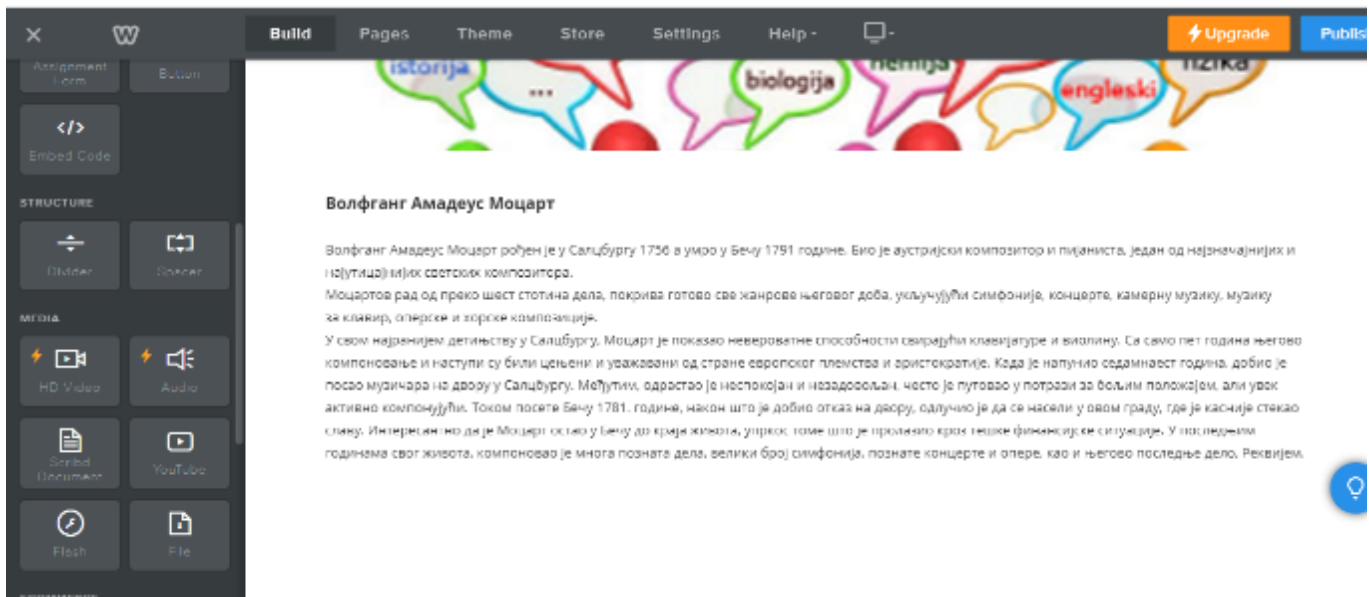 Build Pages Theme Store Settings Help Upgrade Publish
Assignment Form
Button
</> Embed Code
STRUCTURE
Divider
Spacer
MEDIA
HD Video
Audio
Scribd Document
YouTube
Flash
File
istorija
...
biologija
hemija
engleski
fizika
Волфганг Амадеус Моцарт
Волфганг Амадеус Моцарт рођен је у Салцбургу 1756 а умро у Бечу 1791 године. Био је аустријски композитор и пијаниста, један од најзначајнијих и
најутицајнијих светских композитора.
Моцартов рад од преко шест стотина дела, покрива готово све жанрове његовог доба, укључујући симфоније, концерте, камерну музику, музику
за клавир, оперске и хорске композиције.
У свом најранијем детињству у Салцбургу, Моцарт је показао невероватне способности свирајући клавијатуре и виолину. Са само пет година његово
компоновање и наступи су били цењени и уважавани од стране европског племства и аристократије. Када је напунио седамнаест година, добио је
посао музичара на двору у Салцбургу. Међутим, одрастао је неспокојан и незадовољан, често је путовао у потрази за бољим положајем, али увек
активно компонујући. Током посете Бечу 1781. године, након што је добио отказ на двору, одлучио је да се насели у овом граду, где је касније стекао
славу. Интересантно да је Моцарт остао у Бечу до краја живота, упркос томе што је пролазио кроз тешке финансијске ситуације. У последњим
годинама свог живота, компоновао је многа позната дела, велики број симфонија, познате концерте и опере, као и његово последње дело, Реквијем.